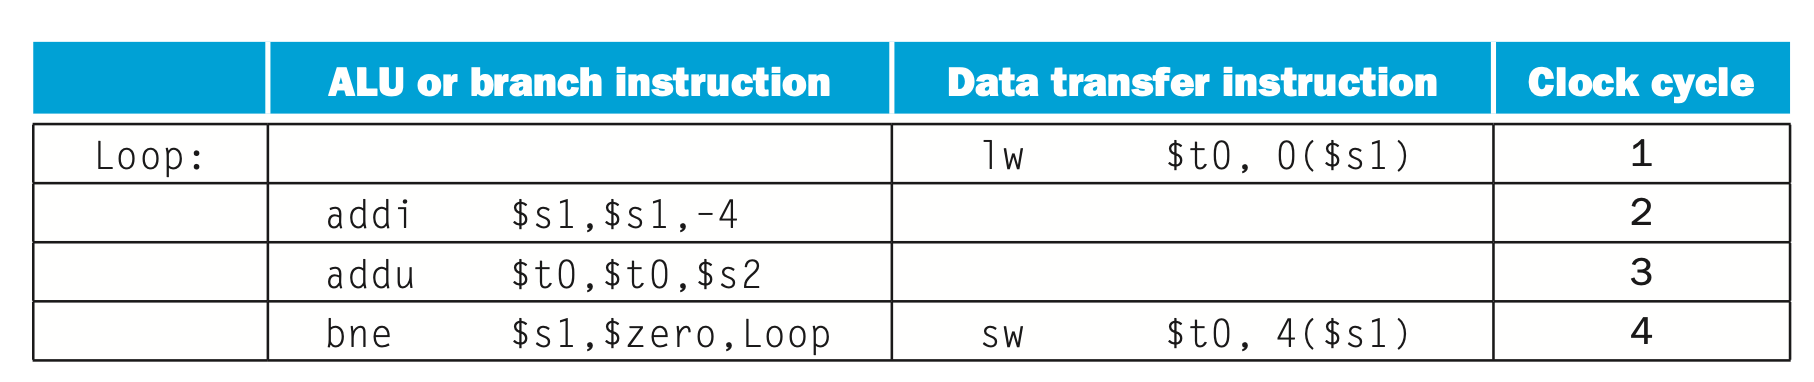 ALU or branch instruction Data transfer instruction Clock cycle
Loop: lw $t0, 0($s1) 1
addi $s1,$s1,-4 2
addu $t0,$t0,$s2 3
bne $s1,$zero,Loop sw $t0, 4($s1) 4